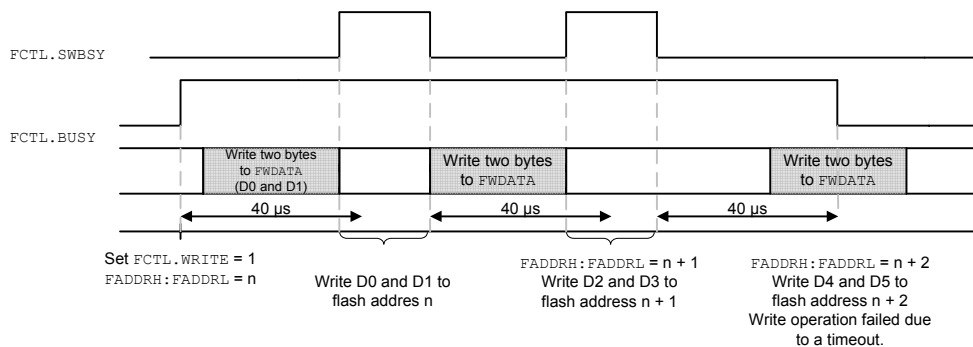 FCTL.SWBSY
FCTL.BUSY
Write two bytes
to FWDATA
(D0 and D1)
Write two bytes
to FWDATA
Write two bytes
to FWDATA
40 µs
40 µs
40 µs
Set FCTL.WRITE = 1
FADDRH:FADDRL = n
Write D0 and D1 to
flash addres n
FADDRH:FADDRL = n + 1
Write D2 and D3 to
flash address n + 1
FADDRH:FADDRL = n + 2
Write D4 and D5 to
flash address n + 2
Write operation failed due
to a timeout.